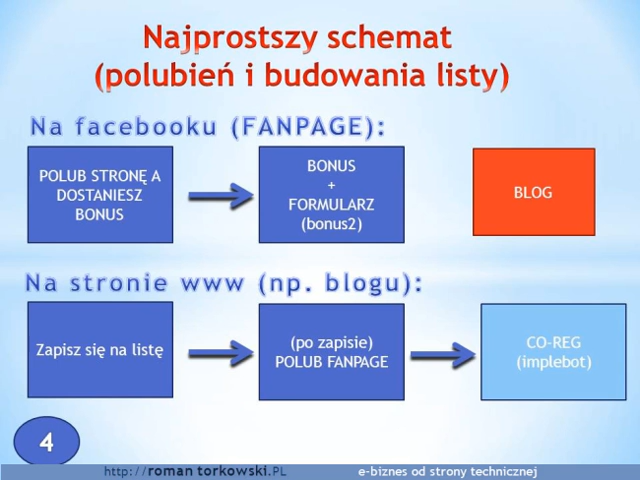 Najprostszy schemat
(polubień i budowania listy)
Na facebooku (FANPAGE):
POLUB STRONĘ A
DOSTANIESZ
BONUS
BONUS
+
FORMULARZ
(bonus2)
BLOG
Na stronie www (np. blogu):
Zapisz się na listę
(po zapisie)
POLUB FANPAGE
CO-REG
(implebot)
4
http://roman torkowski.PL
e-biznes od strony technicznej